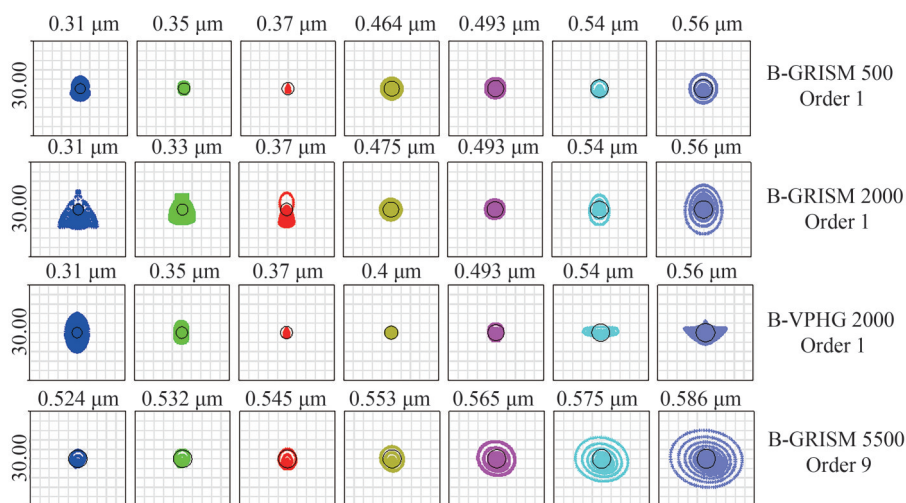 0.31 μm 0.35 μm 0.37 μm 0.464 μm 0.493 μm 0.54 μm 0.56 μm
30.00
B-GRISM 500
Order 1
0.31 μm 0.33 μm 0.37 μm 0.475 μm 0.493 μm 0.54 μm 0.56 μm
30.00
B-GRISM 2000
Order 1
0.31 μm 0.35 μm 0.37 μm 0.4 μm 0.493 μm 0.54 μm 0.56 μm
30.00
B-VPHG 2000
Order 1
0.524 μm 0.532 μm 0.545 μm 0.553 μm 0.565 μm 0.575 μm 0.586 μm
30.00
B-GRISM 5500
Order 9